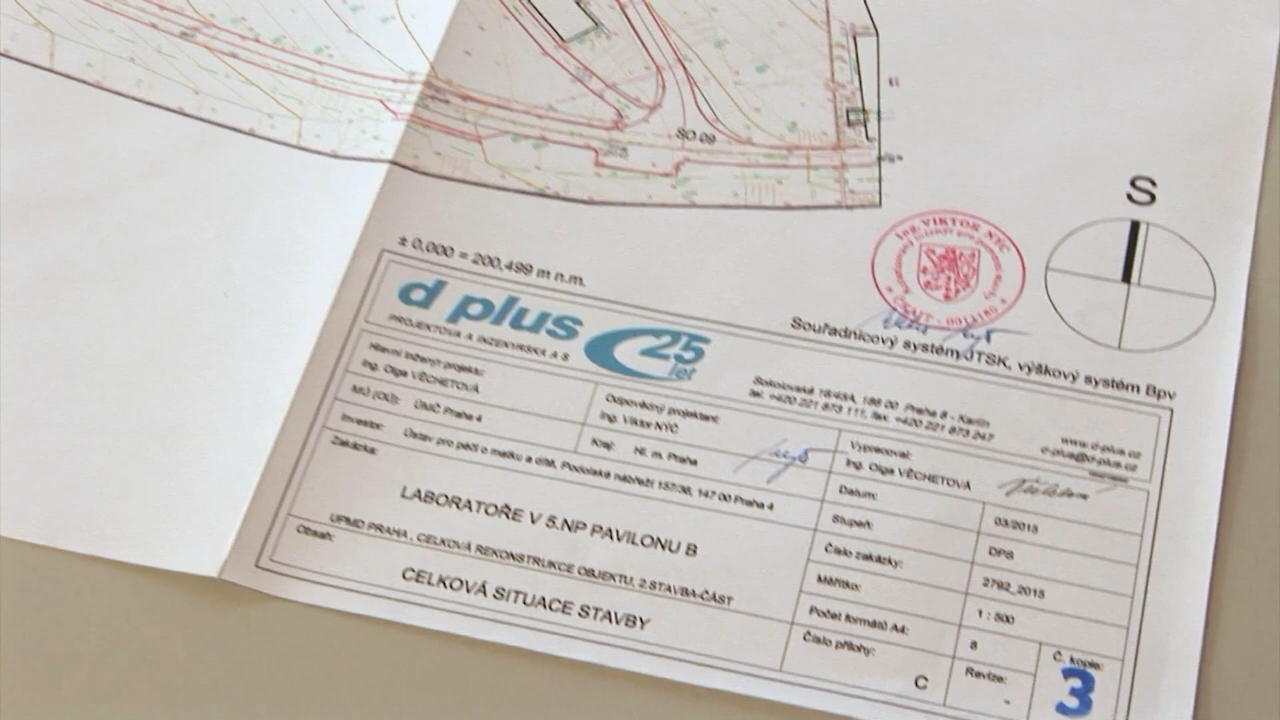 SO 09
S
Ing. VIKTOR NÝČ
± 0,000 = 200,499 m n.m.
Souřadnicový systém JTSK, výškový systém Bpv
d plus
25 let
PROJEKTOVÁ A INŽENÝRSKÁ A S
Sokolovská 16/45A, 186 00 Praha 8 - Karlín
tel. +420 221 873 111, fax. +420 221 873 247
www.d-plus.cz
d-plus@d-plus.cz
Hlavní inženýr projektu:
Ing. Olga VĚCHETOVÁ
Odpovědný projektant:
Ing. Viktor NÝČ
Vypracoval:
Ing. Olga VĚCHETOVÁ
MÚ (OÚ): ÚMČ Praha 4
Kraj: Hl. m. Praha
Investor: Ústav pro péči o matku a dítě, Podolské nábřeží 157/36, 147 00 Praha 4
Zakázka:
LABORATOŘE V 5.NP PAVILONU B
UPMD PRAHA , CELKOVÁ REKONSTRUKCE OBJEKTU, 2.STAVBA-ČÁST
Obsah:
CELKOVÁ SITUACE STAVBY
Datum: 03/2015
Stupeň: DPS
Číslo zakázky: 2792_2015
Měřítko: 1 : 500
Počet formátů A4: 8
Číslo přílohy: C
Revize: -
Č. kopie: 3